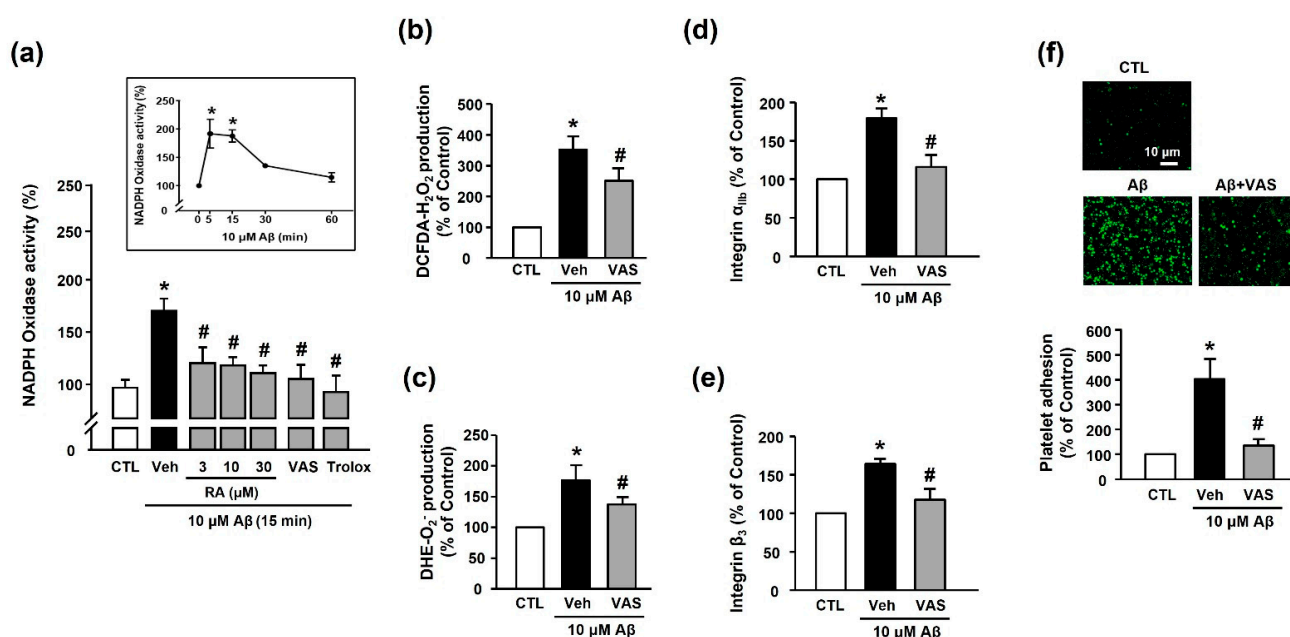 (a)
NADPH Oxidase activity (%)
250
200
150
100
0
* *
0 5 15 30 60
10 µM Aβ (min)
NADPH Oxidase activity (%)
250
250
200
150
100
0
*
# # # # #
CTL Veh 3 10 30 VAS Trolox
RA (µM)
10 µM Aβ (15 min)
(b)
DCFDA-H₂O₂ production
(% of Control)
500
400
300
200
100
0
*
#
CTL Veh VAS
10 µM Aβ
(c)
DHE-O₂⁻ production
(% of Control)
250
200
150
100
50
0
*
#
CTL Veh VAS
10 µM Aβ
(d)
Integrin αIIb (% of Control)
200
150
100
50
0
*
#
CTL Veh VAS
10 µM Aβ
(e)
Integrin β₃ (% of Control)
200
150
100
50
0
*
#
CTL Veh VAS
10 µM Aβ
(f)
CTL
10 µm
Aβ Aβ+VAS
Platelet adhesion
(% of Control)
600
500
400
300
200
100
0
*
#
CTL Veh VAS
10 µM Aβ